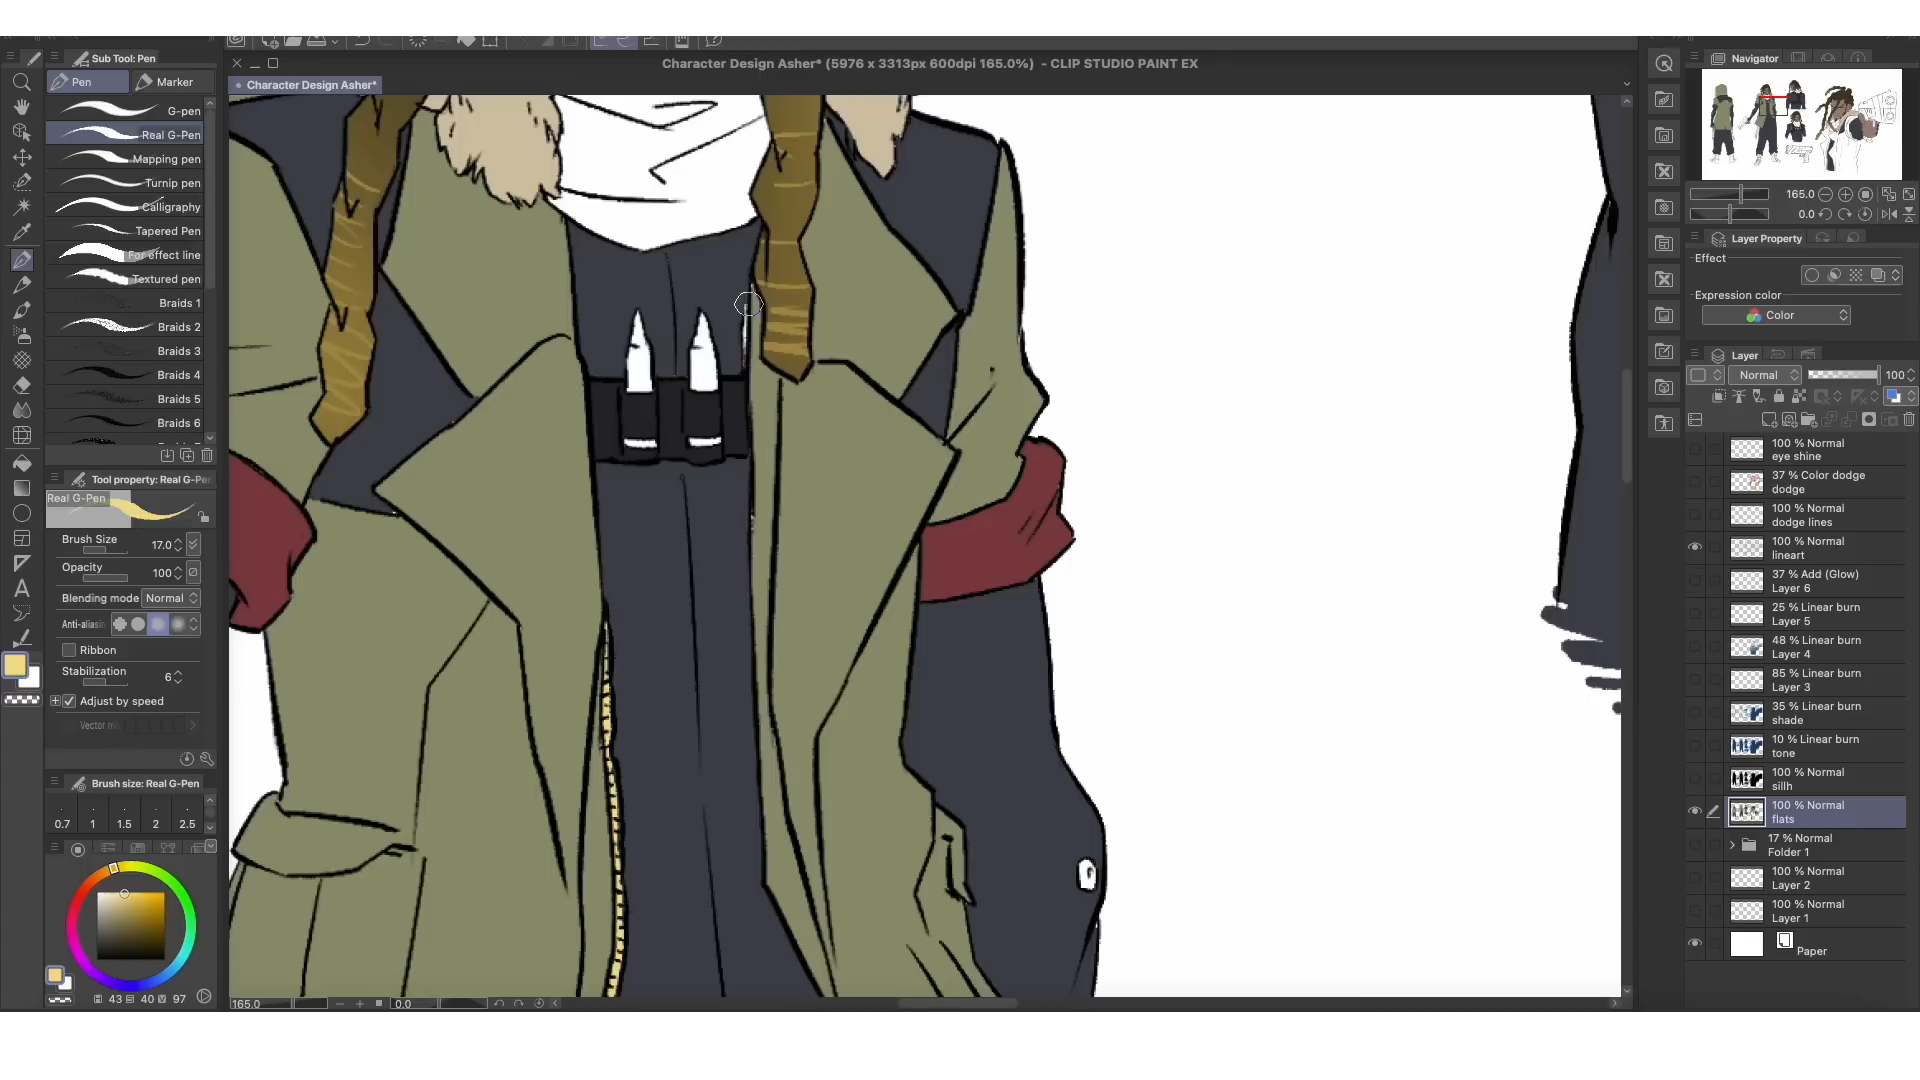 Character Design Asher* (5976 x 3313px 600dpi 165.0%) - CLIP STUDIO PAINT EX
Character Design Asher*
Sub Tool: Pen
Pen
Marker
G-pen
Real G-Pen
Mapping pen
Turnip pen
Calligraphy
Tapered Pen
For effect line
Textured pen
Braids 1
Braids 2
Braids 3
Braids 4
Braids 5
Braids 6
Tool property: Real G-Per
Real G-Pen
Brush Size 17.0
Opacity 100
Blending mode Normal
Anti-aliasin
Ribbon
Stabilization 6
Adjust by speed
Vector m
Brush size: Real G-Pen
0.7 1 1.5 2 2.5
43 40 V 97
165.0
0.0
Navigator
165.0
0.0
Layer Property
Effect
Expression color
Color
Layer
Normal 100
100 % Normal
eye shine
37 % Color dodge
dodge
100 % Normal
dodge lines
100 % Normal
lineart
37 % Add (Glow)
Layer 6
25 % Linear burn
Layer 5
48 % Linear burn
Layer 4
85 % Linear burn
Layer 3
35 % Linear burn
shade
10 % Linear burn
tone
100 % Normal
sillh
100 % Normal
flats
17 % Normal
Folder 1
100 % Normal
Layer 2
100 % Normal
Layer 1
Paper